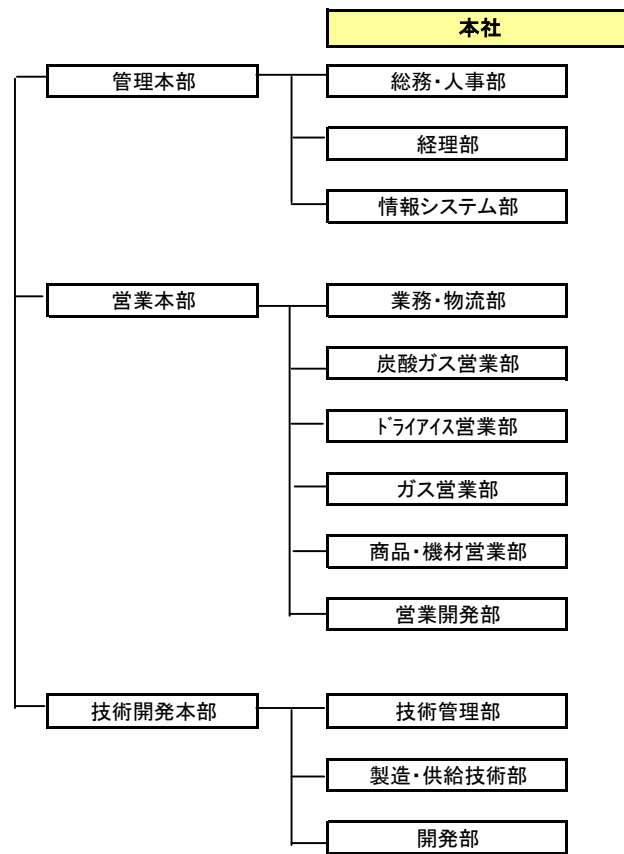 本社
管理本部
総務・人事部
経理部
情報システム部
営業本部
業務・物流部
炭酸ガス営業部
ﾄﾞﾗｲｱｲｽ営業部
ガス営業部
商品・機材営業部
営業開発部
技術開発本部
技術管理部
製造・供給技術部
開発部